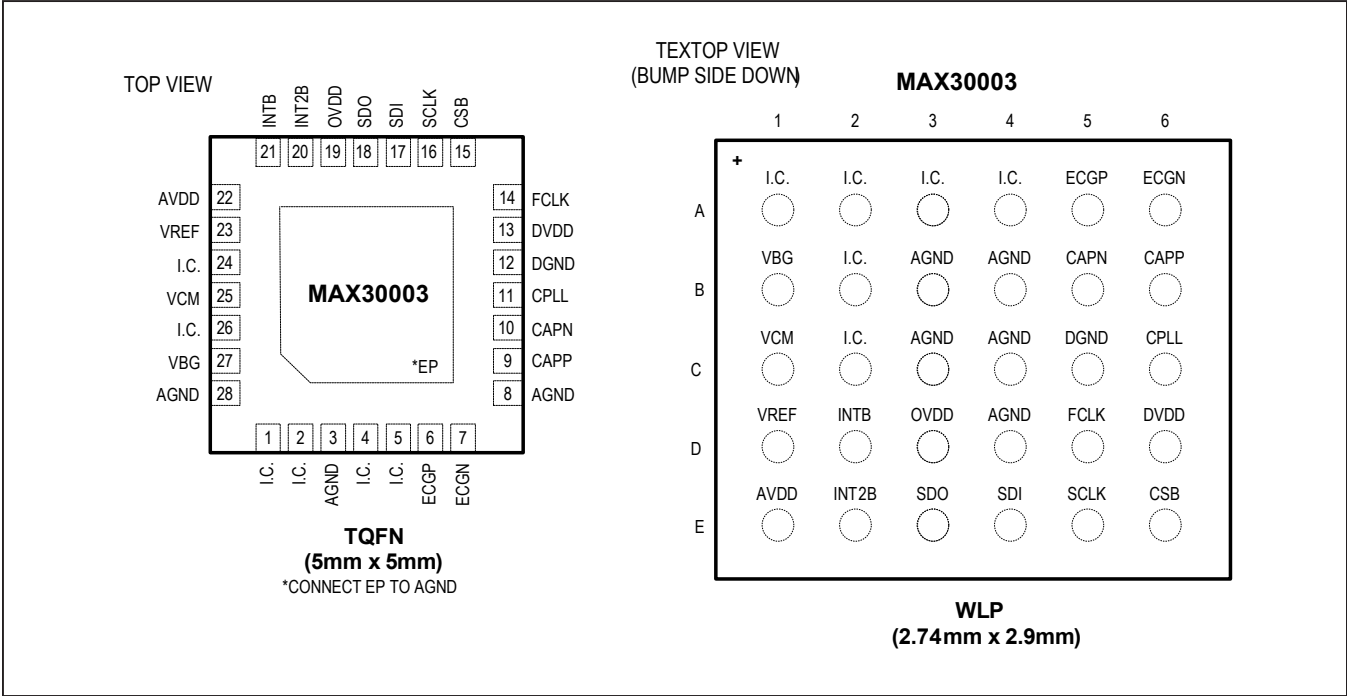 TOP VIEW
INTB
INT2B
OVDD
SDO
SDI
SCLK
CSB
21 20 19 18 17 16 15
AVDD 22
VREF 23
I.C. 24
VCM 25
I.C. 26
VBG 27
AGND 28
MAX30003
*EP
14 FCLK
13 DVDD
12 DGND
11 CPLL
10 CAPN
9 CAPP
8 AGND
1 2 3 4 5 6 7
I.C.
I.C.
AGND
I.C.
I.C.
ECGP
ECGN
TQFN
(5mm x 5mm)
*CONNECT EP TO AGND
TEXTOP VIEW
(BUMP SIDE DOWN)
MAX30003
1 2 3 4 5 6
+
I.C. I.C. I.C. I.C. ECGP ECGN
A
VBG I.C. AGND AGND CAPN CAPP
B
VCM I.C. AGND AGND DGND CPLL
C
VREF INTB OVDD AGND FCLK DVDD
D
AVDD INT2B SDO SDI SCLK CSB
E
WLP
(2.74mm x 2.9mm)